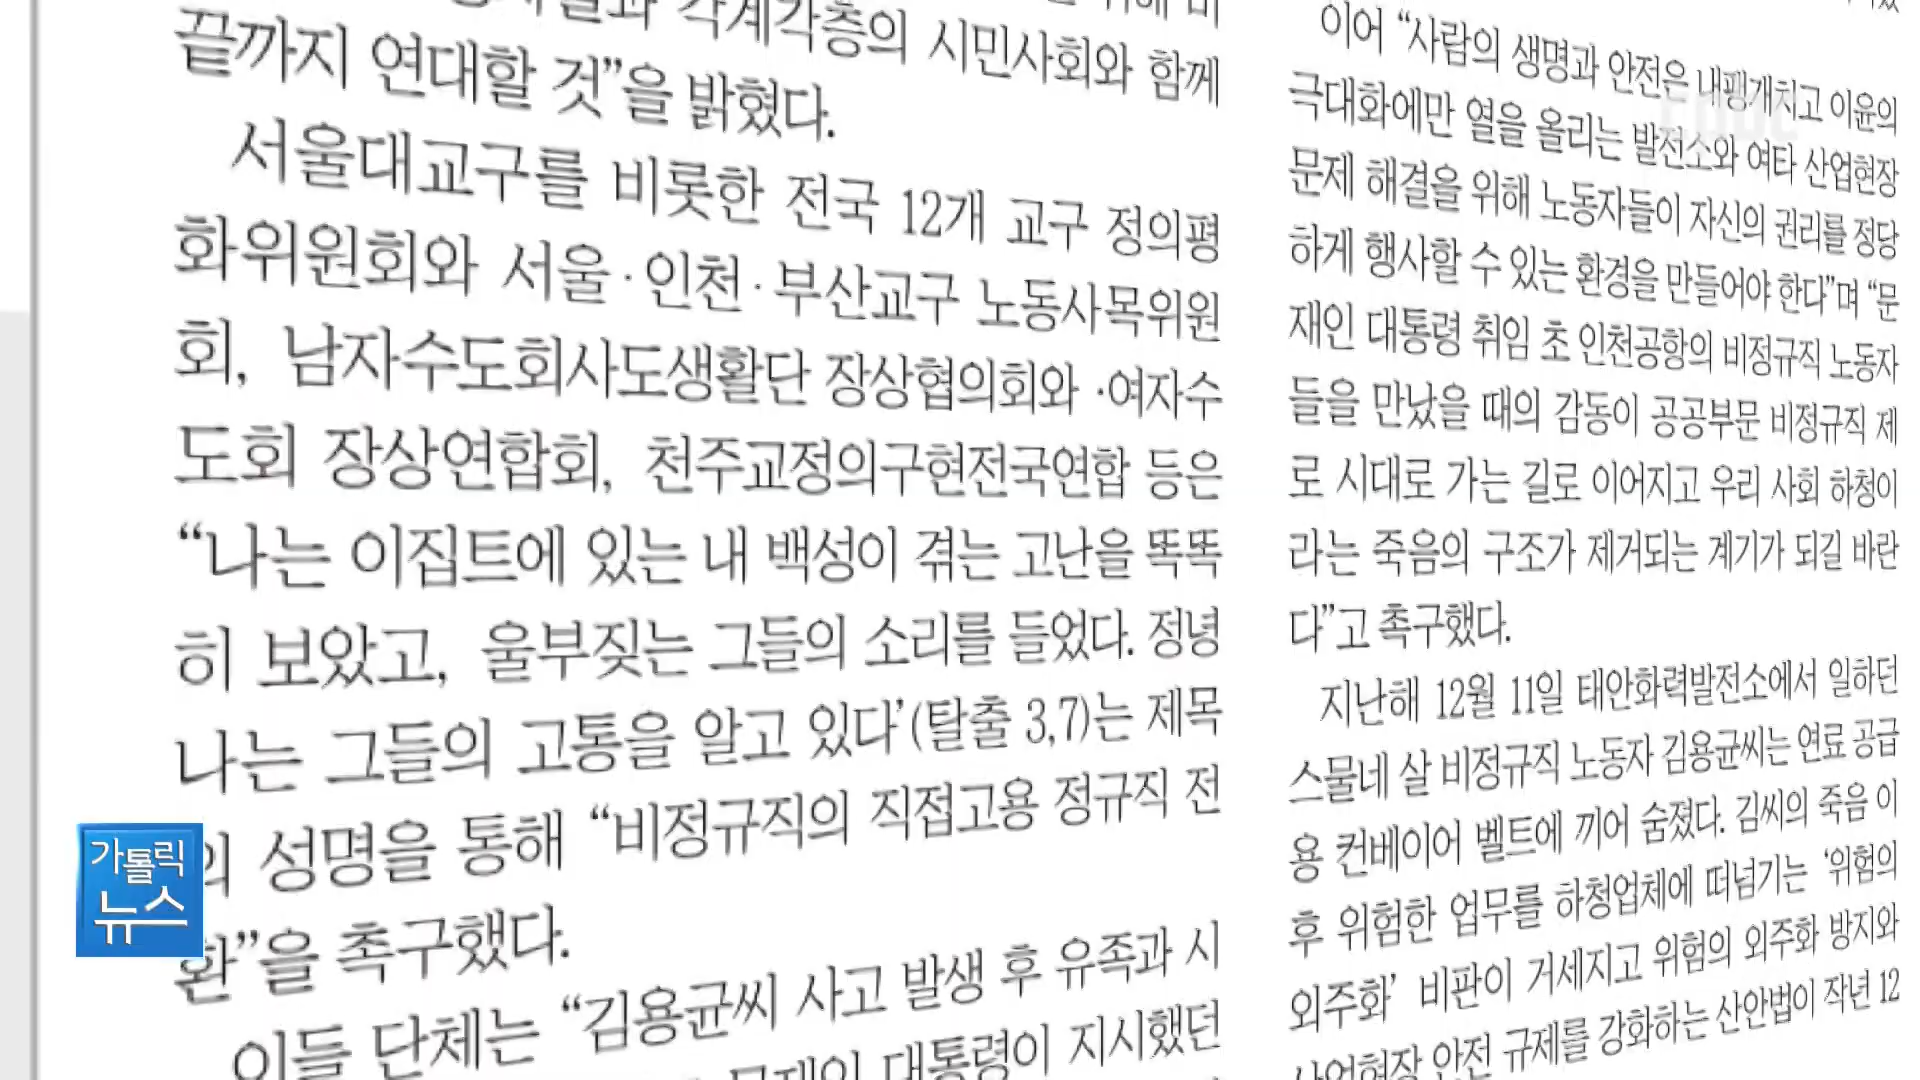 각계각층의 시민사회와 함께
끝까지 연대할 것”을 밝혔다.
서울대교구를 비롯한 전국 12개 교구 정의평
화위원회와 서울·인천·부산교구 노동사목위원
회, 남자수도회사도생활단 장상협의회와 ·여자수
도회 장상연합회, 천주교정의구현전국연합 등은
“나는 이집트에 있는 내 백성이 겪는 고난을 똑똑
히 보았고, 울부짖는 그들의 소리를 들었다. 정녕
나는 그들의 고통을 알고 있다’(탈출 3,7)는 제목
의 성명을 통해 “비정규직의 직접고용 정규직 전
환”을 촉구했다.
이들 단체는 “김용균씨 사고 발생 후 유족과 시
문재인 대통령이 지시했던
이어 “사람의 생명과 안전은 내팽개치고 이윤의
극대화에만 열을 올리는 발전소와 여타 산업현장
문제 해결을 위해 노동자들이 자신의 권리를 정당
하게 행사할 수 있는 환경을 만들어야 한다”며 “문
재인 대통령 취임 초 인천공항의 비정규직 노동자
들을 만났을 때의 감동이 공공부문 비정규직 제
로 시대로 가는 길로 이어지고 우리 사회 하청이
라는 죽음의 구조가 제거되는 계기가 되길 바란
다”고 촉구했다.
지난해 12월 11일 태안화력발전소에서 일하던
스물네 살 비정규직 노동자 김용균씨는 연료 공급
용 컨베이어 벨트에 끼어 숨졌다. 김씨의 죽음 이
후 위험한 업무를 하청업체에 떠넘기는 ‘위험의
외주화’ 비판이 거세지고 위험의 외주화 방지와
산업현장 안전 규제를 강화하는 산안법이 작년 12
가톨릭
뉴스